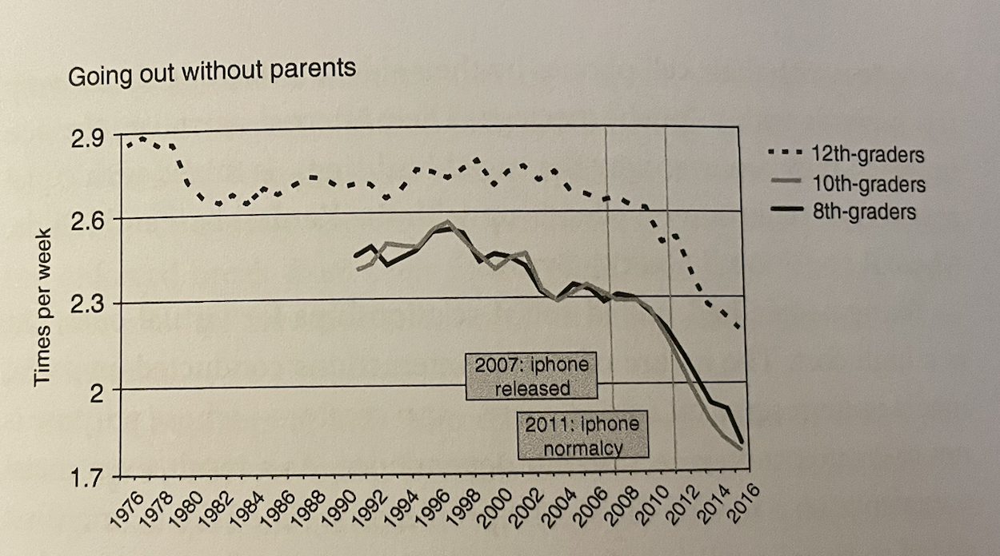 Going out without parents
2.9
2.6
2.3
2
1.7
Times per week
12th-graders
10th-graders
8th-graders
2007: iphone
released
2011: iphone
normalcy
1976
1978
1980
1982
1984
1986
1988
1990
1992
1994
1996
1998
2000
2002
2004
2006
2008
2010
2012
2014
2016